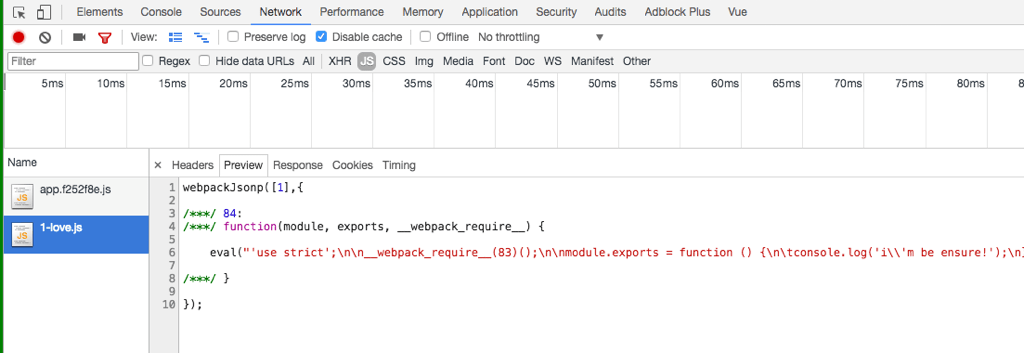 Elements Console Sources Network Performance Memory Application Security Audits Adblock Plus Vue
View: Preserve log Disable cache Offline No throttling ▼
Filter Regex Hide data URLs All XHR JS CSS Img Media Font Doc WS Manifest Other
5ms 10ms 15ms 20ms 25ms 30ms 35ms 40ms 45ms 50ms 55ms 60ms 65ms 70ms 75ms 80ms 8
Name × Headers Preview Response Cookies Timing
JS app.f252f8e.js
JS 1-love.js
1 webpackJsonp([1],{
2
3 /***/ 84:
4 /***/ function(module, exports, __webpack_require__) {
5
6 eval("'use strict';\n\n__webpack_require__(83)();\n\nmodule.exports = function () {\n\tconsole.log('i\\'m be ensure!');\n}
7
8 /***/ }
9
10 });